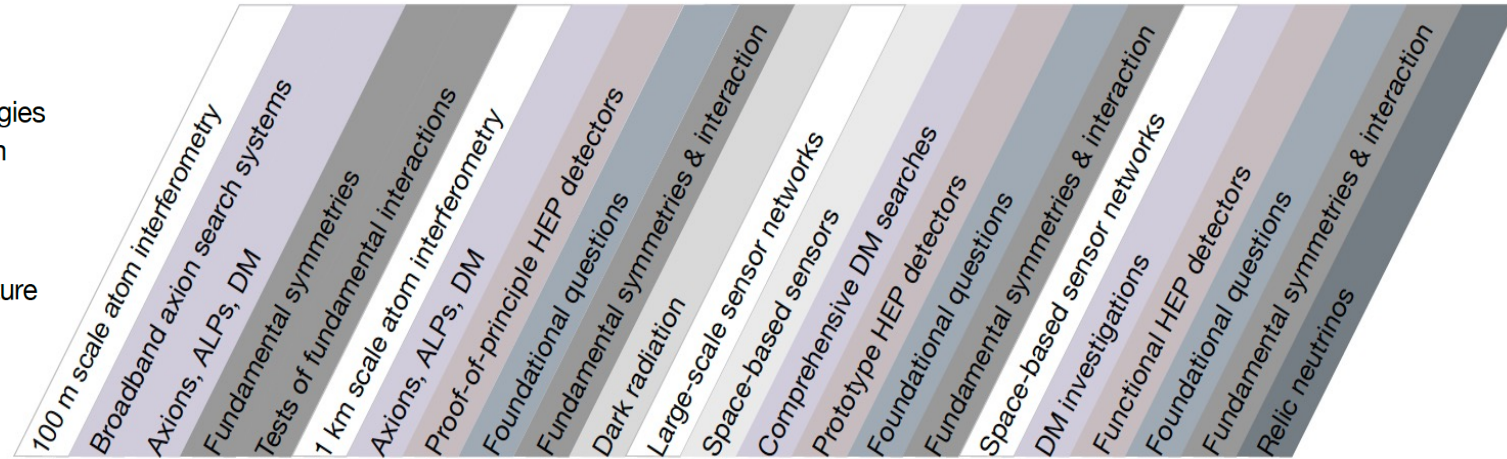 gies
n
ure
100 m scale atom interferometry
Broadband axion search systems
Axions, ALPs, DM
Fundamental symmetries
Tests of fundamental interactions
1 km scale atom interferometry
Axions, ALPs, DM
Proof-of-principle HEP detectors
Foundational questions
Fundamental symmetries & interaction
Dark radiation
Large-scale sensor networks
Space-based sensors
Comprehensive DM searches
Prototype HEP detectors
Foundational questions
Fundamental symmetries & interaction
Space-based sensor networks
DM investigations
Functional HEP detectors
Foundational questions
Fundamental symmetries & interaction
Relic neutrinos